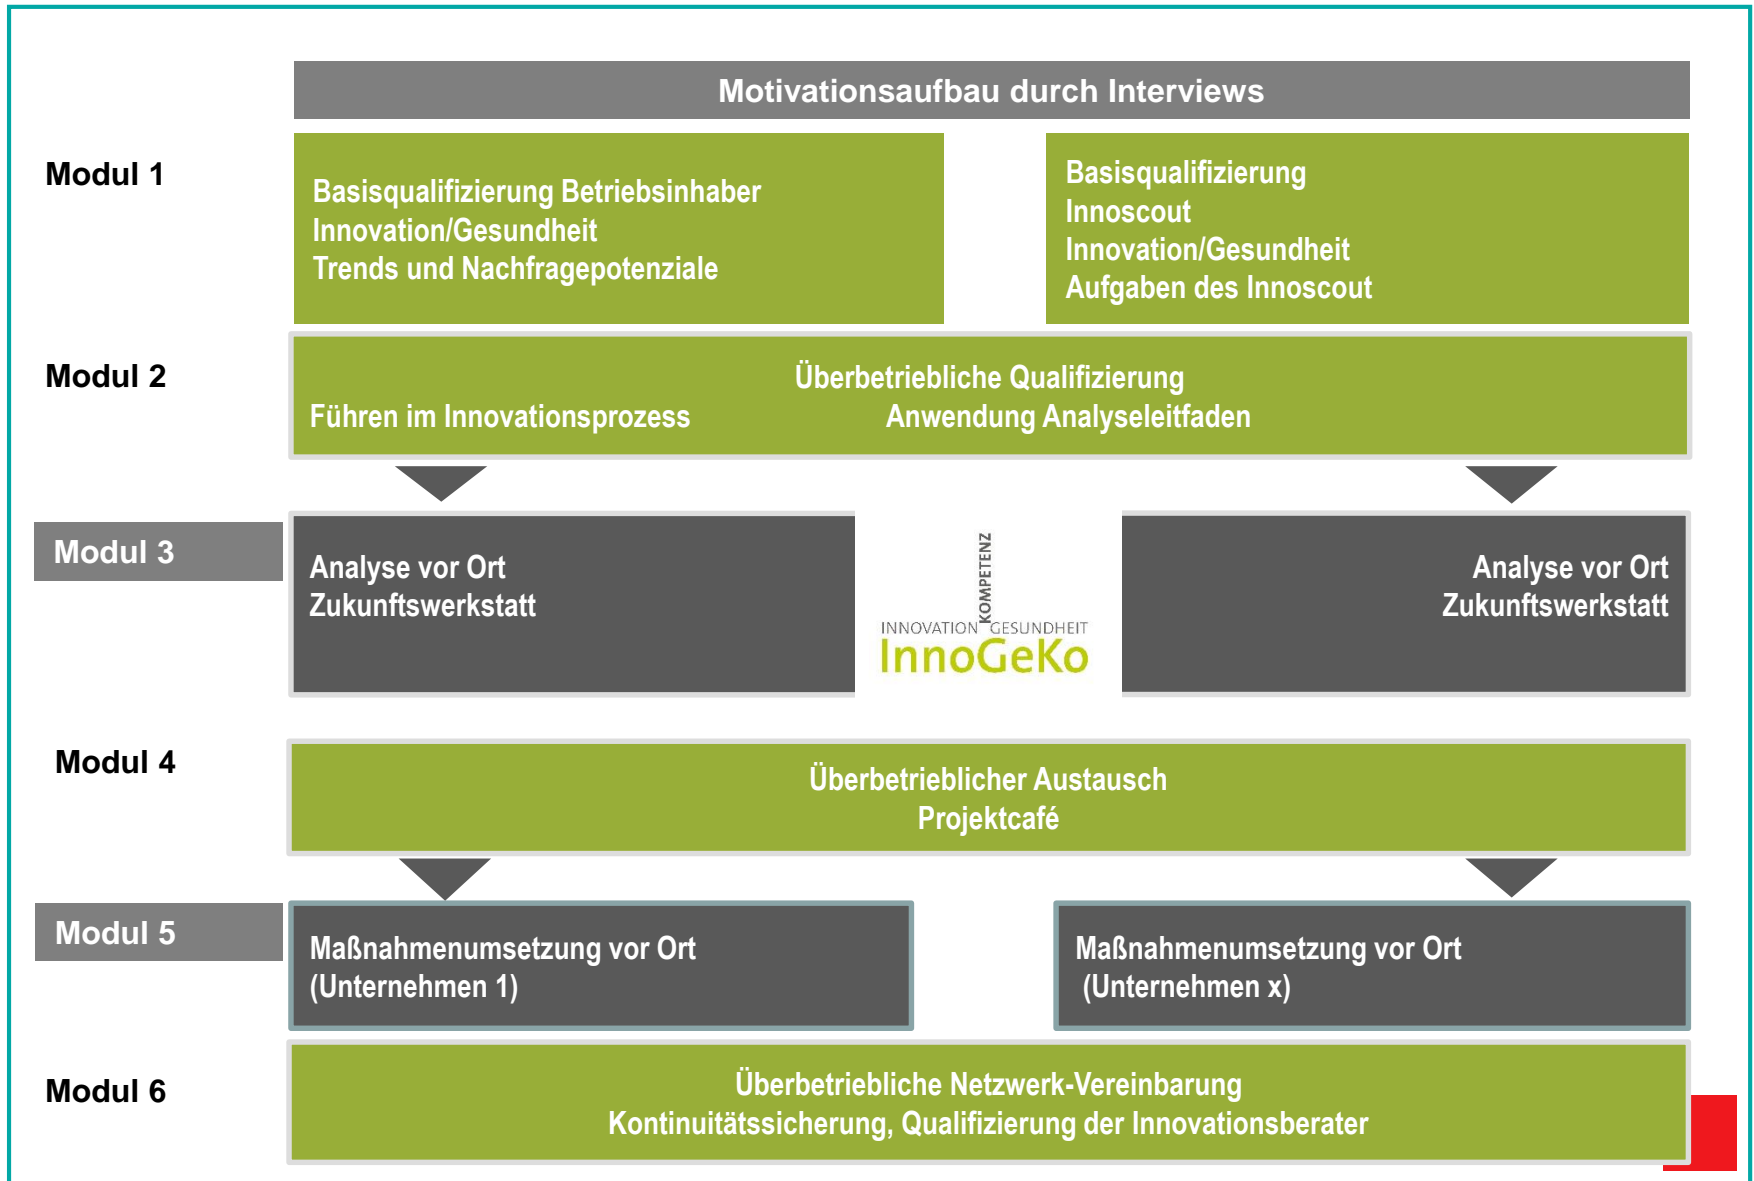 Motivationsaufbau durch Interviews
Modul 1
Basisqualifizierung Betriebsinhaber
Innovation/Gesundheit
Trends und Nachfragepotenziale
Basisqualifizierung
Innoscout
Innovation/Gesundheit
Aufgaben des Innoscout
Modul 2
Überbetriebliche Qualifizierung
Führen im Innovationsprozess Anwendung Analyseleitfaden
Modul 3
Analyse vor Ort
Zukunftswerkstatt
KOMPETENZ
INNOVATION GESUNDHEIT
InnoGeKo
Analyse vor Ort
Zukunftswerkstatt
Modul 4
Überbetrieblicher Austausch
Projektcafé
Modul 5
Maßnahmenumsetzung vor Ort
(Unternehmen 1)
Maßnahmenumsetzung vor Ort
(Unternehmen x)
Modul 6
Überbetriebliche Netzwerk-Vereinbarung
Kontinuitätssicherung, Qualifizierung der Innovationsberater